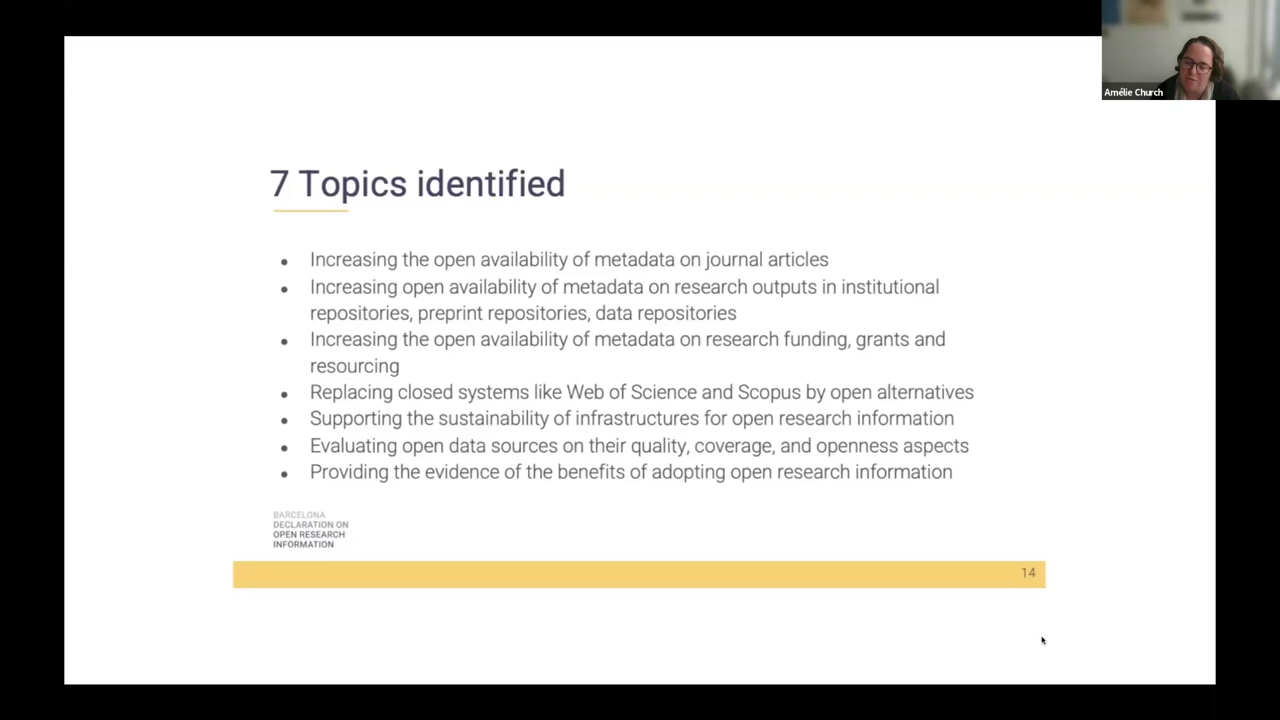 Amélie Church
7 Topics identified
• Increasing the open availability of metadata on journal articles
• Increasing open availability of metadata on research outputs in institutional
repositories, preprint repositories, data repositories
• Increasing the open availability of metadata on research funding, grants and
resourcing
• Replacing closed systems like Web of Science and Scopus by open alternatives
• Supporting the sustainability of infrastructures for open research information
• Evaluating open data sources on their quality, coverage, and openness aspects
• Providing the evidence of the benefits of adopting open research information
BARCELONA
DECLARATION ON
OPEN RESEARCH
INFORMATION
14